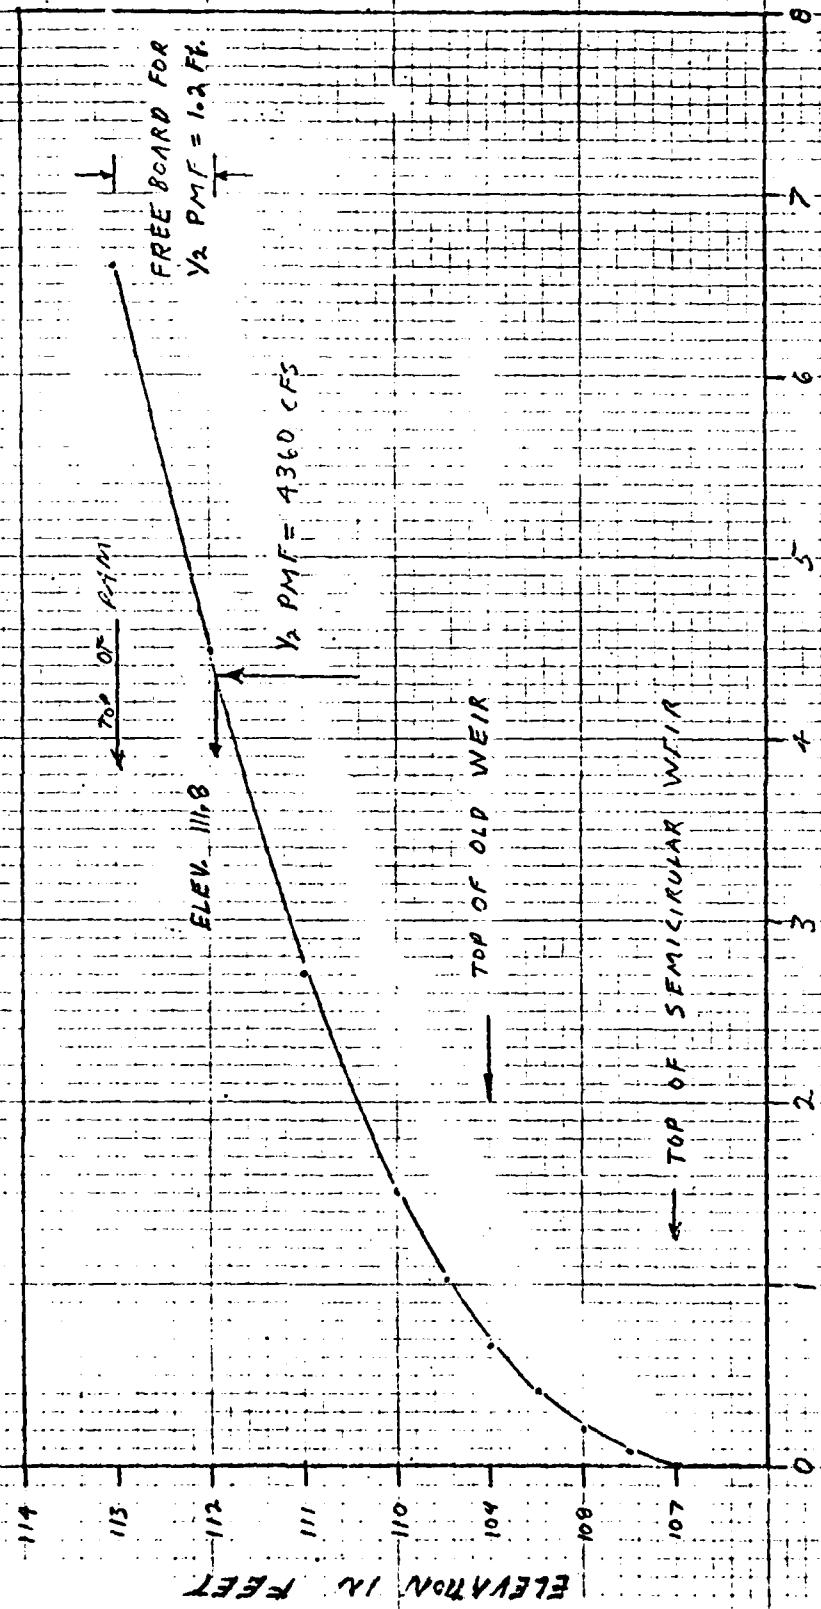 FREE BOARD FOR
1/2 PMF = 1.2 Ft.
TOP OF DAM
1/2 PMF = 4360 CFS
ELEV. 111.8
TOP OF OLD WEIR
TOP OF SEMICIRULAR WEIR
ELEVATION IN FEET
114
113
112
111
110
109
108
107
0 1 2 3 4 5 6 7 8